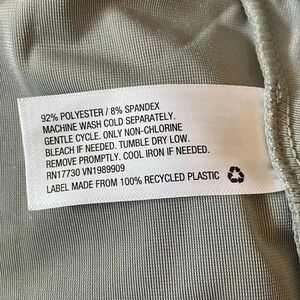 92% POLYESTER / 8% SPANDEX
MACHINE WASH COLD SEPARATELY.
GENTLE CYCLE. ONLY NON-CHLORINE
BLEACH IF NEEDED. TUMBLE DRY LOW.
REMOVE PROMPTLY. COOL IRON IF NEEDED.
RN17730 VN1989909
LABEL MADE FROM 100% RECYCLED PLASTIC